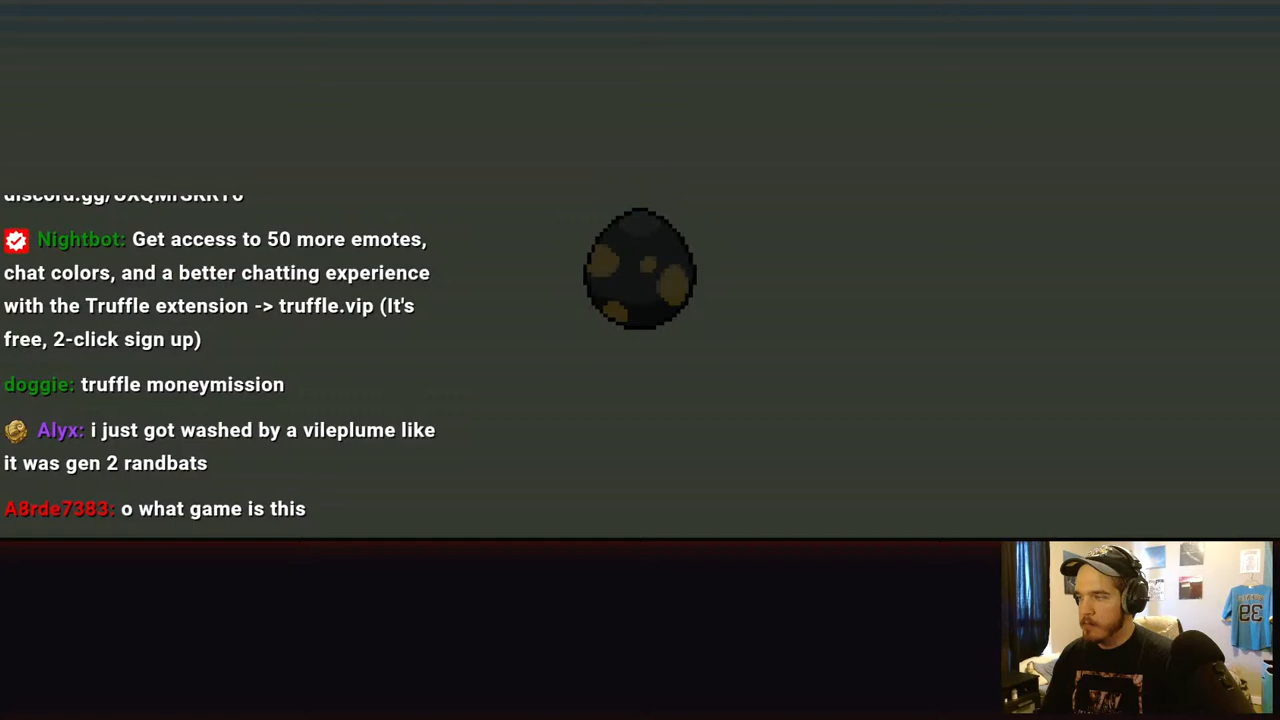 Nightbot: Get access to 50 more emotes,
chat colors, and a better chatting experience
with the Truffle extension -> truffle.vip (It's
free, 2-click sign up)
doggie: truffle moneymission
Alyx: i just got washed by a vileplume like
it was gen 2 randbats
A8rde7383: o what game is this